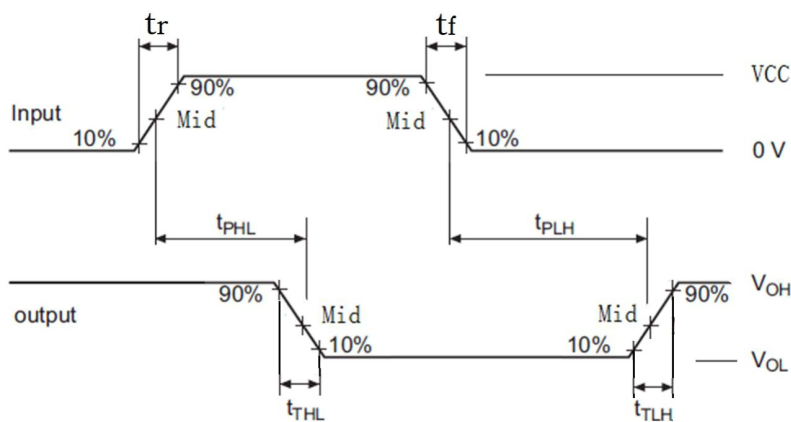 tr tf
90% 90% VCC
Input Mid Mid
10% 10% 0 V
tPHL tPLH
90% 90% VOH
output Mid Mid
10% 10% VOL
tTHL tTLH